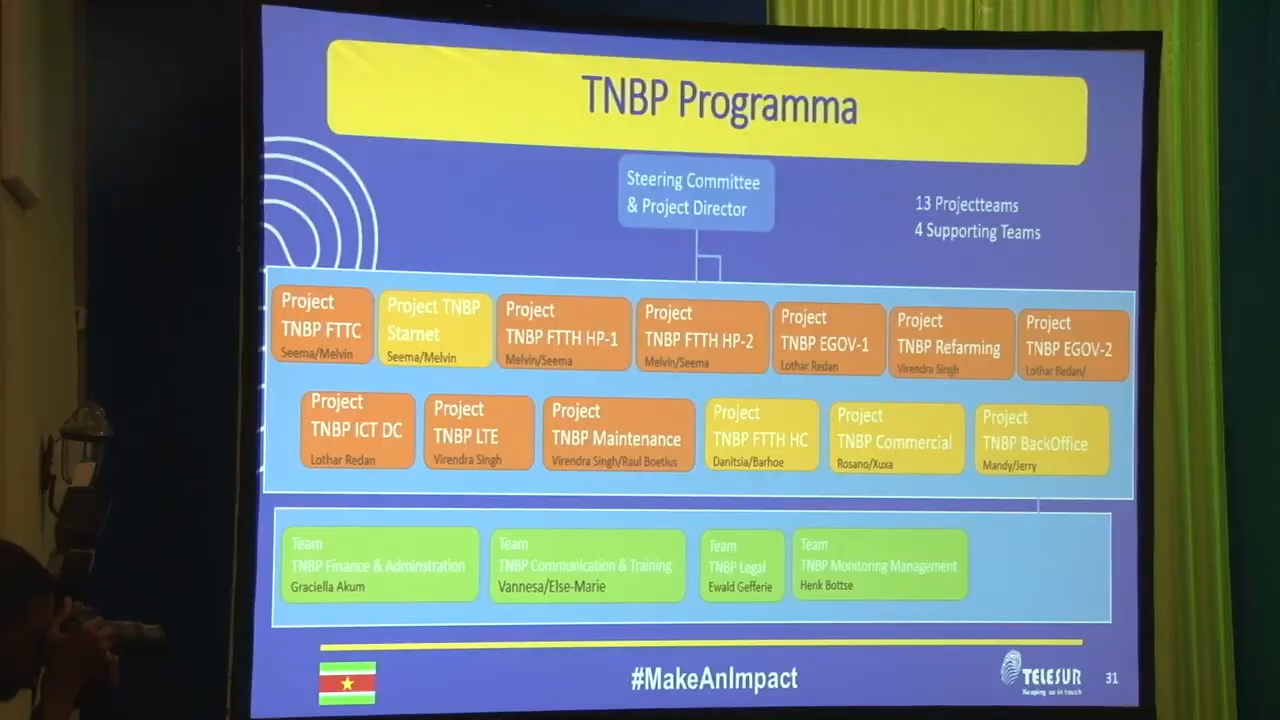 TNBP Programma
Steering Committee
& Project Director
13 Projectteams
4 Supporting Teams
Project
TNBP FTTC
Seema/Melvin
Project TNBP
Starnet
Seema/Melvin
Project
TNBP FTTH HP-1
Melvin/Seema
Project
TNBP FTTH HP-2
Melvin/Seema
Project
TNBP EGOV-1
Lothar Redan
Project
TNBP Refarming
Virendra Singh
Project
TNBP EGOV-2
Lothar Redan/
Project
TNBP ICT DC
Lothar Redan
Project
TNBP LTE
Virendra Singh
Project
TNBP Maintenance
Virendra Singh/Raul Boetius
Project
TNBP FTTH HC
Danitsia/Barhoe
Project
TNBP Commercial
Rosano/Xuxa
Project
TNBP BackOffice
Mandy/Jerry
Team
TNBP Finance & Adminstration
Graciella Akum
Team
TNBP Communication & Training
Vannesa/Else-Marie
Team
TNBP Legal
Ewald Gefferie
Team
TNBP Monitoring Management
Henk Bottse
#MakeAnImpact
TELESUR
Keeping us in touch
31